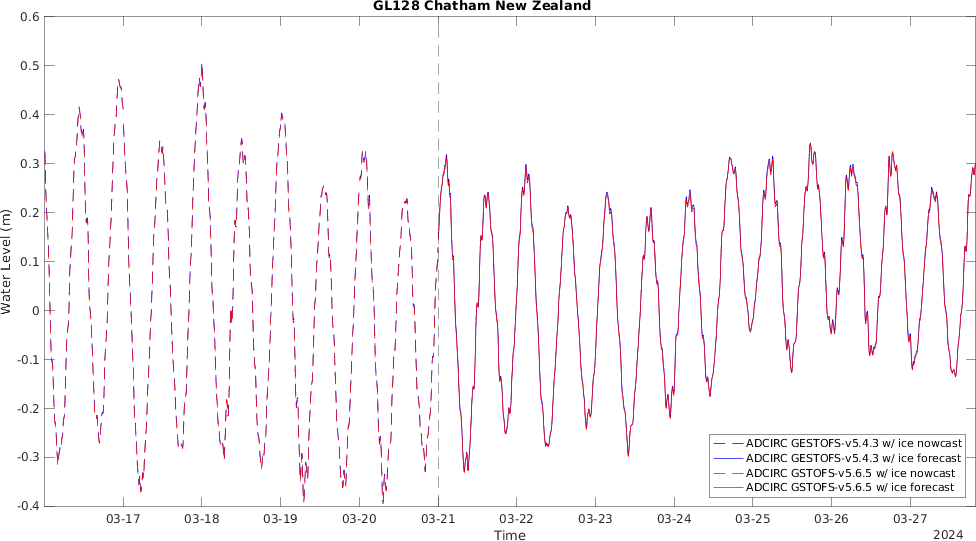 GL128 Chatham New Zealand
0.6
0.5
0.4
0.3
0.2
0.1
0
-0.1
-0.2
-0.3
-0.4
Water Level (m)
ADCIRC GESTOFS-v5.4.3 w/ ice nowcast
ADCIRC GESTOFS-v5.4.3 w/ ice forecast
ADCIRC GSTOFS-v5.6.5 w/ ice nowcast
ADCIRC GSTOFS-v5.6.5 w/ ice forecast
03-17 03-18 03-19 03-20 03-21 03-22 03-23 03-24 03-25 03-26 03-27
Time
2024